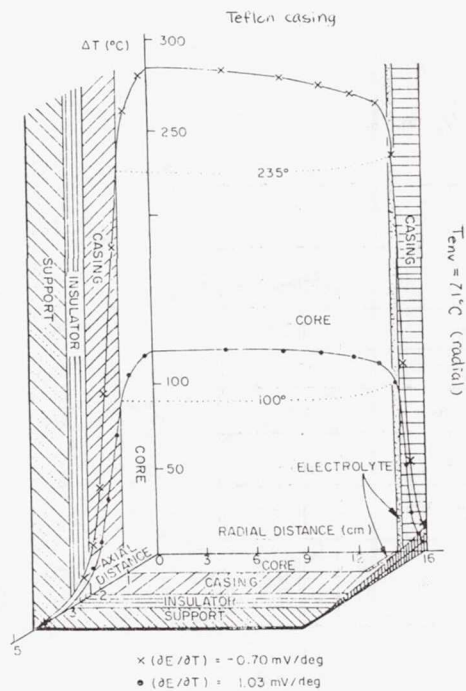 Teflon casing
ΔT (°C)
300
250
235°
CORE
100
100°
50
CORE
ELECTROLYTE
RADIAL DISTANCE (cm)
0 3 6 9 12 16
AXIAL DISTANCE
1
2
3
5
CORE
CASING
INSULATOR
SUPPORT
SUPPORT
INSULATOR
CASING
CASING
Tenv = 71°C (radial)
× (∂E/∂T) = -0.70 mV/deg
• (∂E/∂T) = 1.03 mV/deg